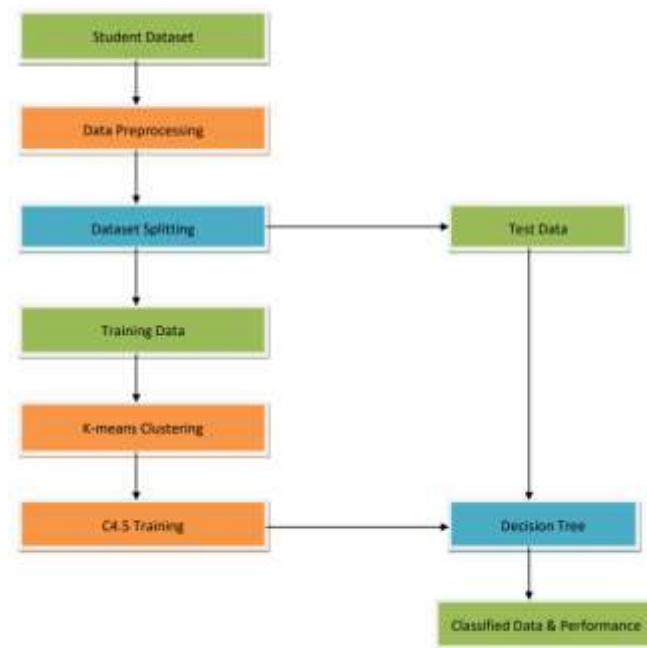 Student Dataset
Data Preprocessing
Dataset Splitting
Test Data
Training Data
K-means Clustering
C4.5 Training
Decision Tree
Classified Data & Performance